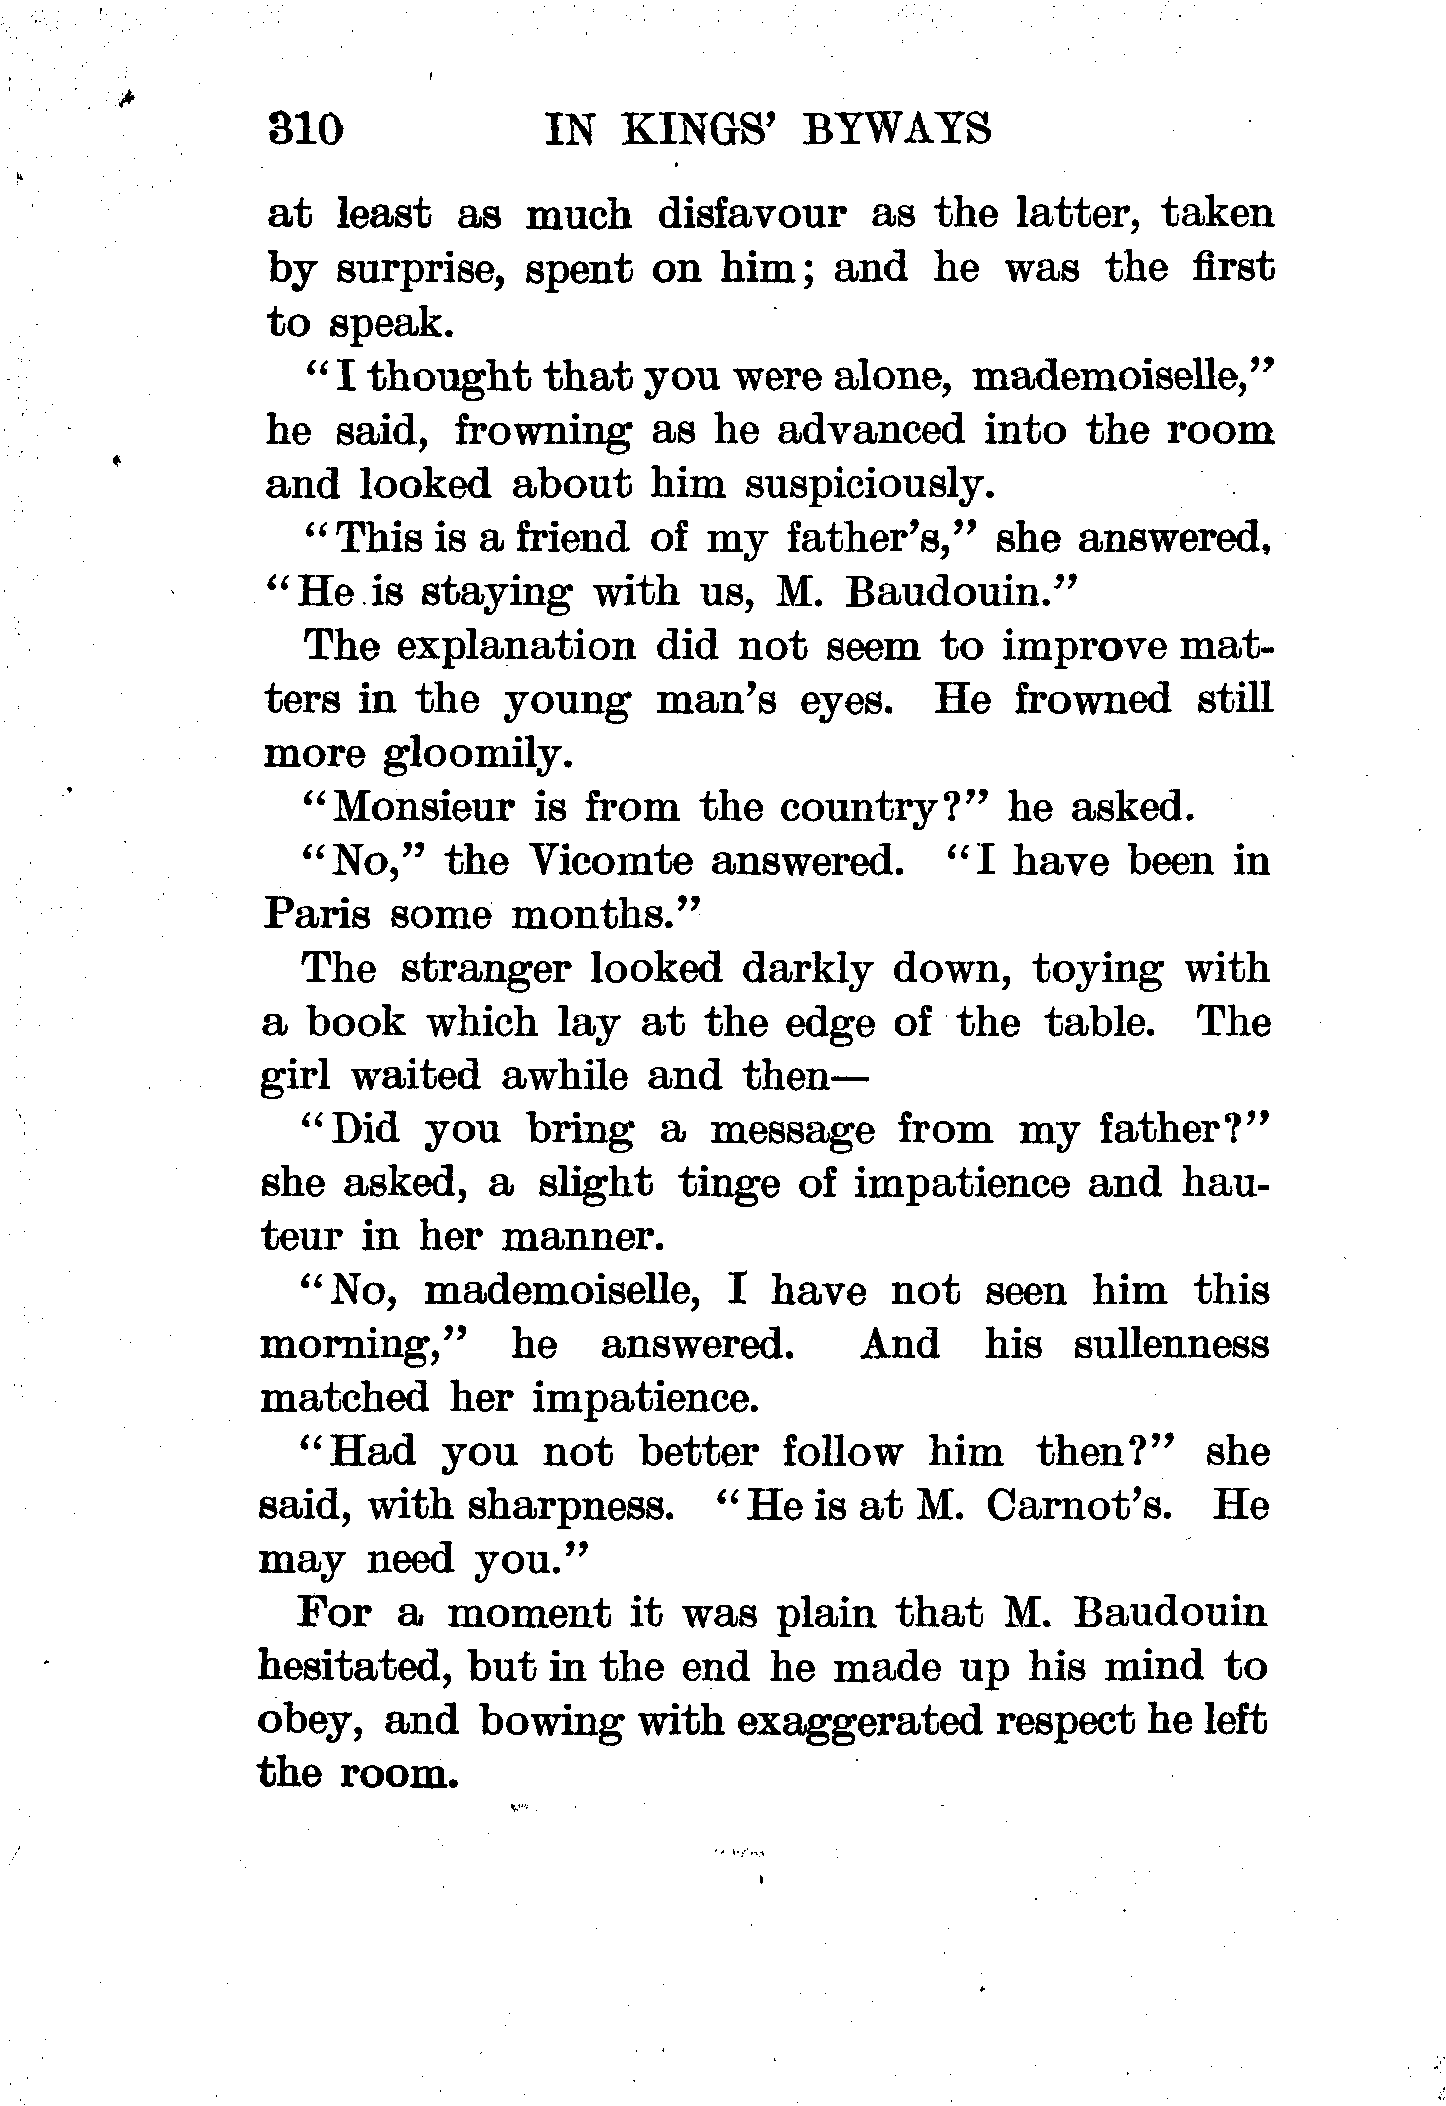 310 IN KINGS' BYWAYS
at least as much disfavour as the latter, taken
by surprise, spent on him; and he was the first
to speak.
"I thought that you were alone, mademoiselle,"
he said, frowning as he advanced into the room
and looked about him suspiciously.
"This is a friend of my father's," she answered,
"He is staying with us, M. Baudouin."
The explanation did not seem to improve mat-
ters in the young man's eyes. He frowned still
more gloomily.
"Monsieur is from the country?" he asked.
"No," the Vicomte answered. "I have been in
Paris some months."
The stranger looked darkly down, toying with
a book which lay at the edge of the table. The
girl waited awhile and then—
"Did you bring a message from my father?"
she asked, a slight tinge of impatience and hau-
teur in her manner.
"No, mademoiselle, I have not seen him this
morning," he answered. And his sullenness
matched her impatience.
"Had you not better follow him then?" she
said, with sharpness. "He is at M. Carnot's. He
may need you."
For a moment it was plain that M. Baudouin
hesitated, but in the end he made up his mind to
obey, and bowing with exaggerated respect he left
the room.